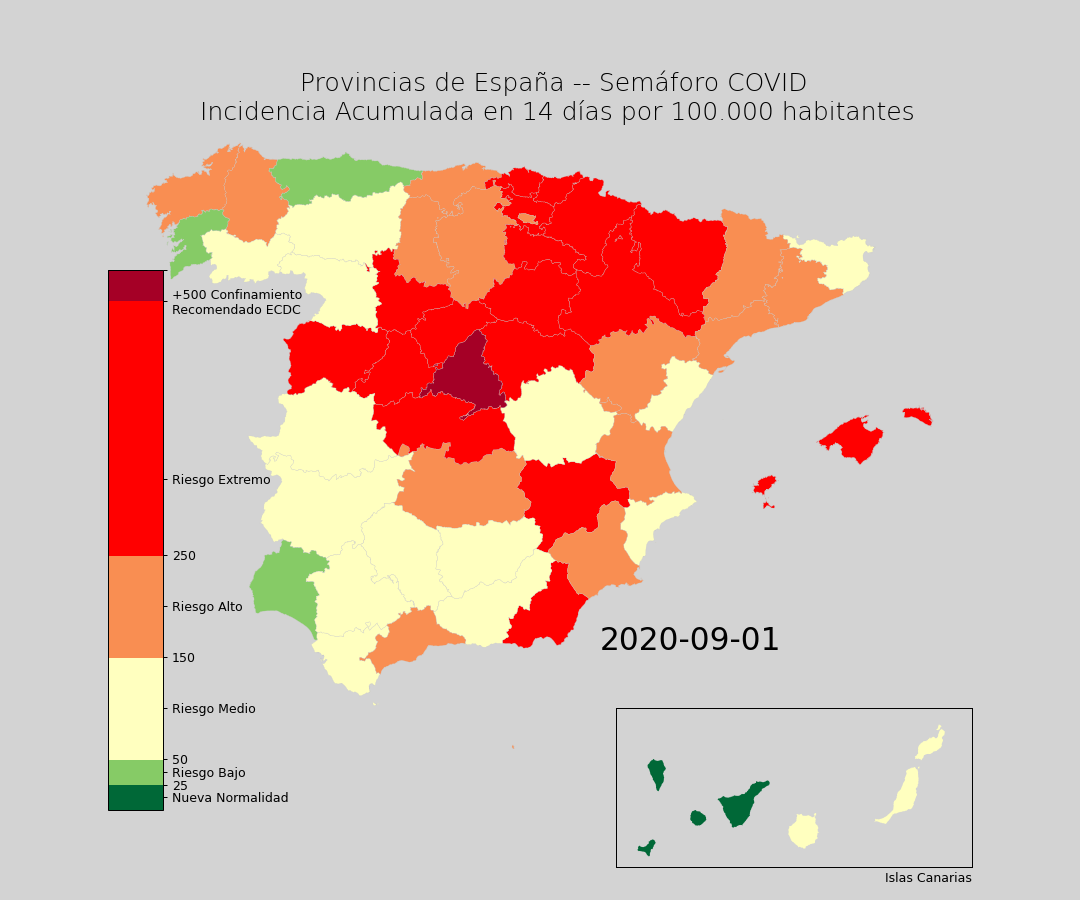 Provincias de España -- Semáforo COVID
Incidencia Acumulada en 14 días por 100.000 habitantes
+500 Confinamiento
Recomendado ECDC
Riesgo Extremo
250
Riesgo Alto
150
Riesgo Medio
50
Riesgo Bajo
25
Nueva Normalidad
2020-09-01
Islas Canarias